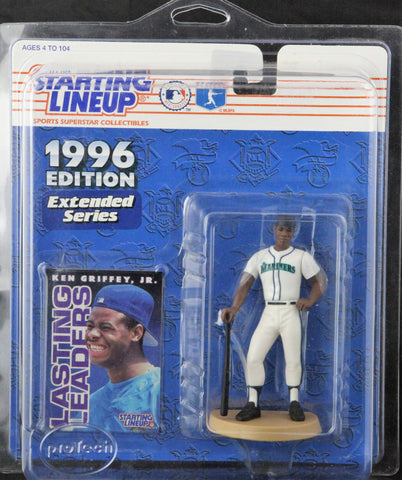 AGES 4 TO 104
STARTING
LINEUP
SPORTS SUPERSTAR COLLECTIBLES
1996
EDITION
Extended
Series
KEN GRIFFEY, JR.
LASTING
LEADERS
STARTING
LINEUP
MARINERS
proTech